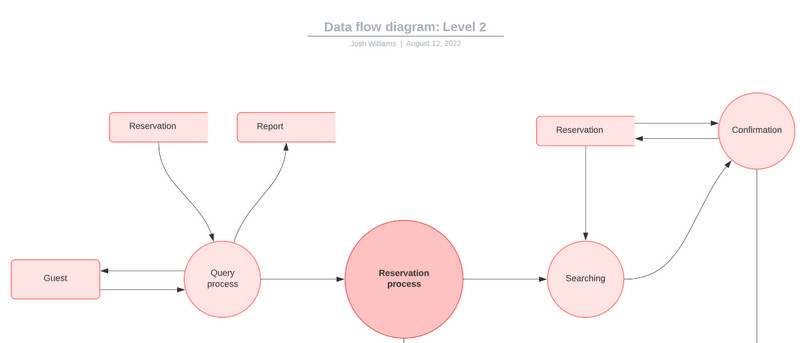 Data flow diagram: Level 2
Josh Williams | August 12, 2022
Reservation
Report
Reservation
Confirmation
Guest
Query
process
Reservation
process
Searching